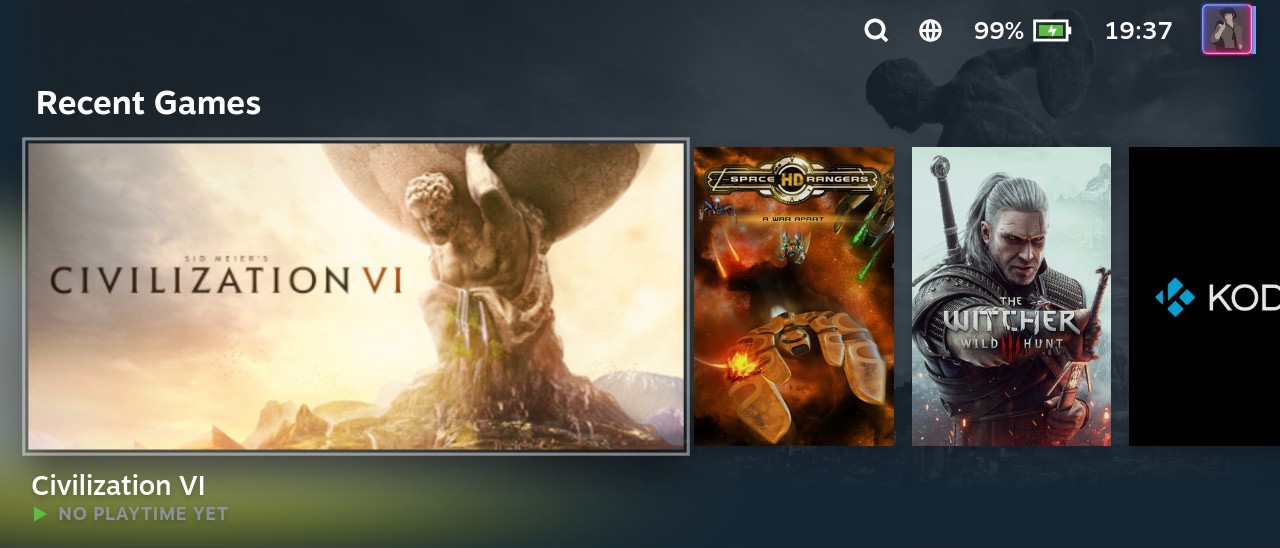 99%
19:37
Recent Games
SID MEIER'S
CIVILIZATION VI
SPACE HD RANGERS
A WAR APART
THE
WITCHER
WILD III HUNT
KOD
Civilization VI
NO PLAYTIME YET